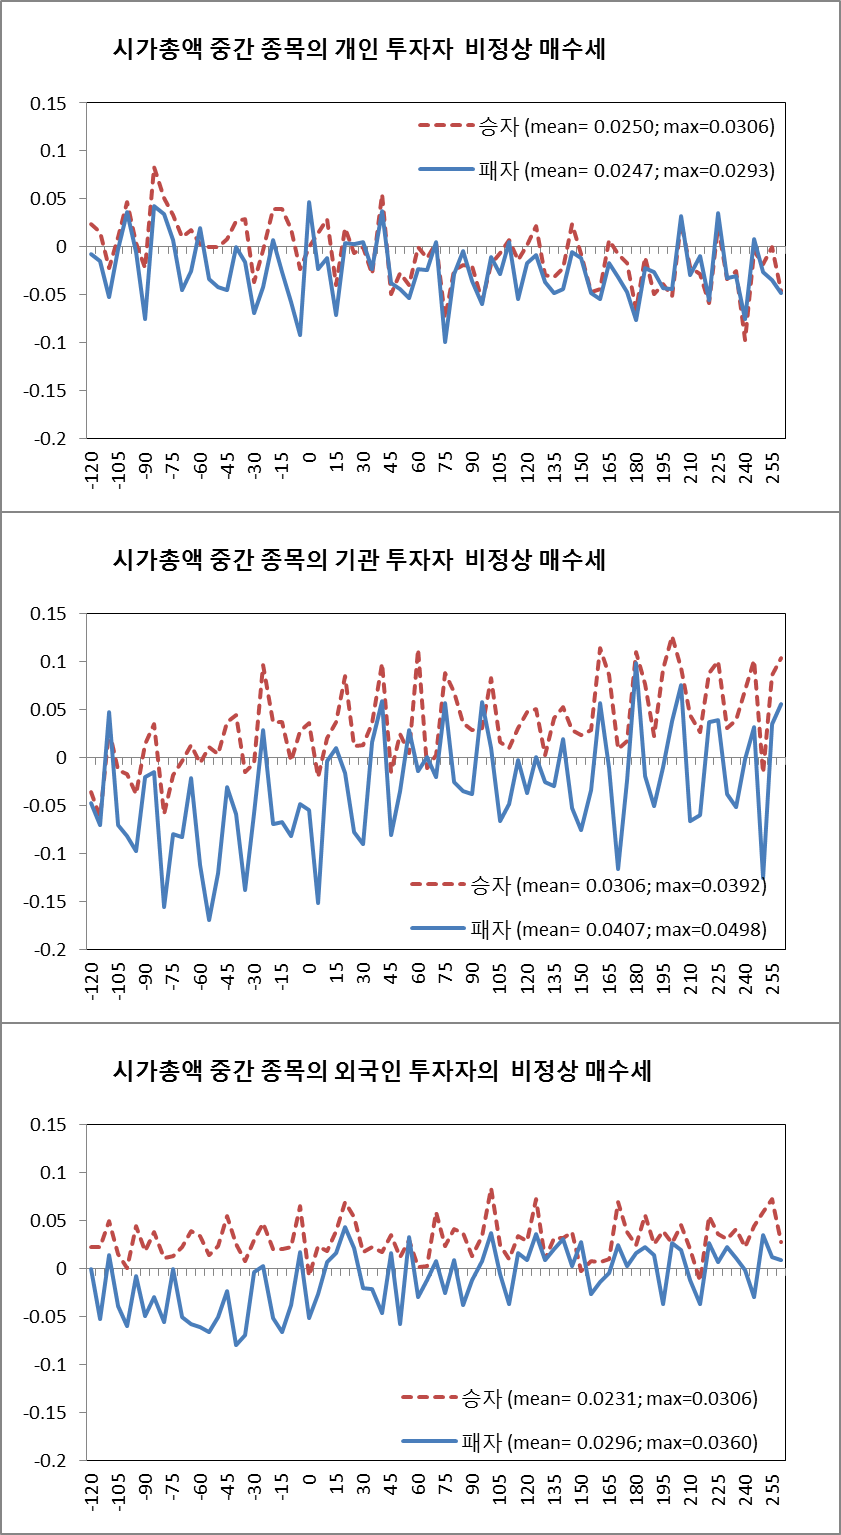 시가총액 중간 종목의 개인 투자자 비정상 매수세
0.15
승자 (mean= 0.0250; max=0.0306)
0.1
패자 (mean= 0.0247; max=0.0293)
0.05
0
-0.05
-0.1
-0.15
-0.2
-120 -105 -90 -75 -60 -45 -30 -15 0 15 30 45 60 75 90 105 120 135 150 165 180 195 210 225 240 255
시가총액 중간 종목의 기관 투자자 비정상 매수세
0.15
0.1
0.05
0
-0.05
-0.1
승자 (mean= 0.0306; max=0.0392)
-0.15
패자 (mean= 0.0407; max=0.0498)
-0.2
-120 -105 -90 -75 -60 -45 -30 -15 0 15 30 45 60 75 90 105 120 135 150 165 180 195 210 225 240 255
시가총액 중간 종목의 외국인 투자자의 비정상 매수세
0.15
0.1
0.05
0
-0.05
-0.1
승자 (mean= 0.0231; max=0.0306)
-0.15
패자 (mean= 0.0296; max=0.0360)
-0.2
-120 -105 -90 -75 -60 -45 -30 -15 0 15 30 45 60 75 90 105 120 135 150 165 180 195 210 225 240 255